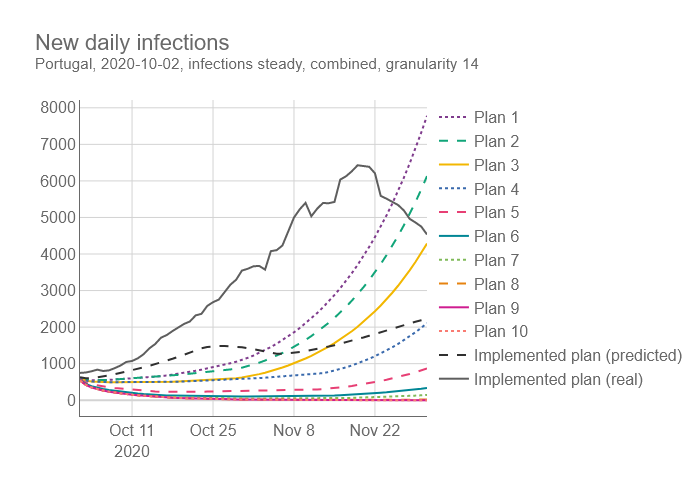 New daily infections
Portugal, 2020-10-02, infections steady, combined, granularity 14
8000
7000
6000
5000
4000
3000
2000
1000
0
Oct 11
2020
Oct 25
Nov 8
Nov 22
Plan 1
Plan 2
Plan 3
Plan 4
Plan 5
Plan 6
Plan 7
Plan 8
Plan 9
Plan 10
Implemented plan (predicted)
Implemented plan (real)